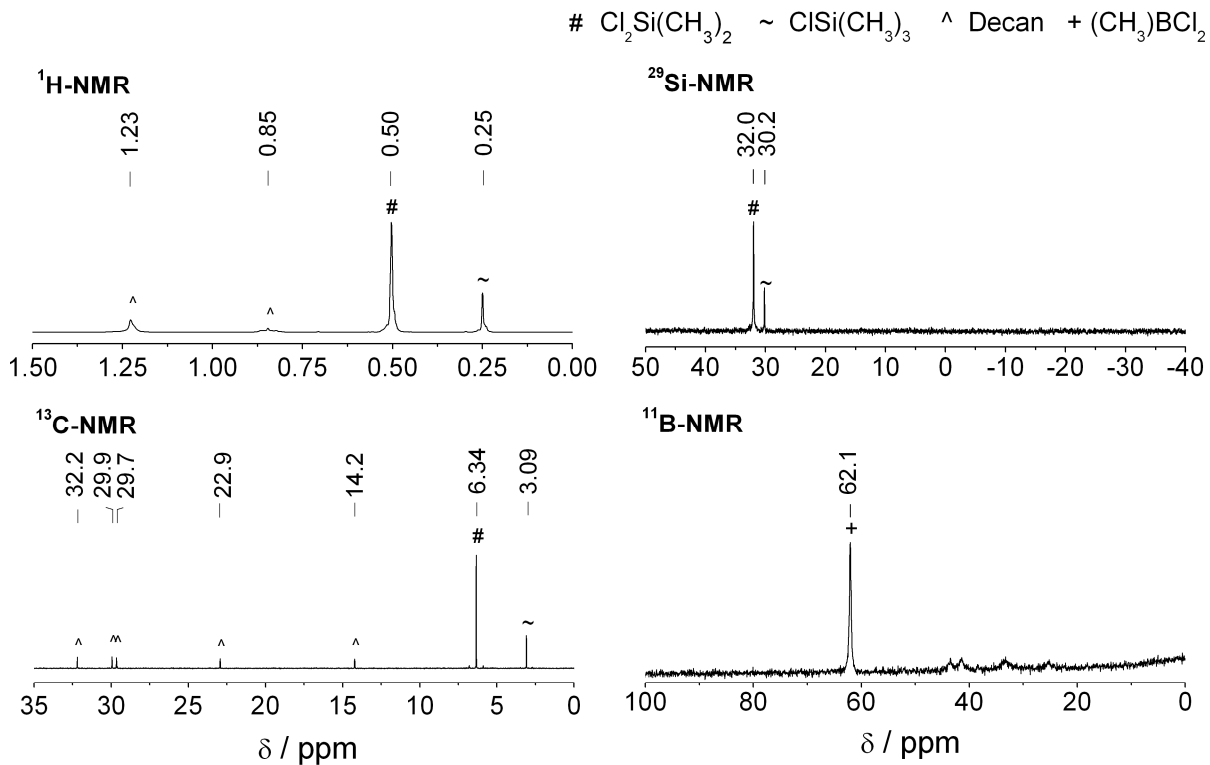 # Cl₂Si(CH₃)₂ ~ ClSi(CH₃)₃ ^ Decan + (CH₃)BCl₂
¹H-NMR
1.23 0.85 0.50 0.25
#
~
^ ^
1.50 1.25 1.00 0.75 0.50 0.25 0.00
²⁹Si-NMR
32.0 30.2
#
~
50 40 30 20 10 0 -10 -20 -30 -40
¹³C-NMR
32.2 29.9 29.7 22.9 14.2 6.34 3.09
#
~
^ ^ ^ ^ ^
35 30 25 20 15 10 5 0
δ / ppm
¹¹B-NMR
62.1
+
100 80 60 40 20 0
δ / ppm